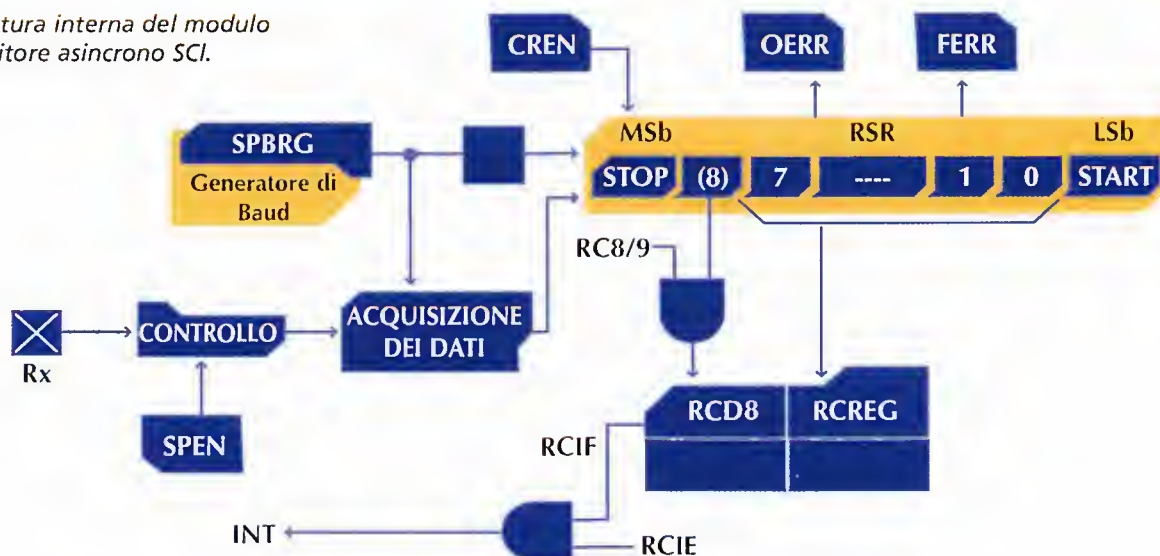 tura interna del modulo
itore asincrono SCI.
CREN
OERR
FERR
MSb RSR LSb
SPBRG
Generatore di
Baud
STOP (8) 7 ---- 1 0 START
RC8/9
Rx
CONTROLLO
ACQUISIZIONE
DEI DATI
SPEN
RCD8 RCREG
RCIF
INT
RCIE